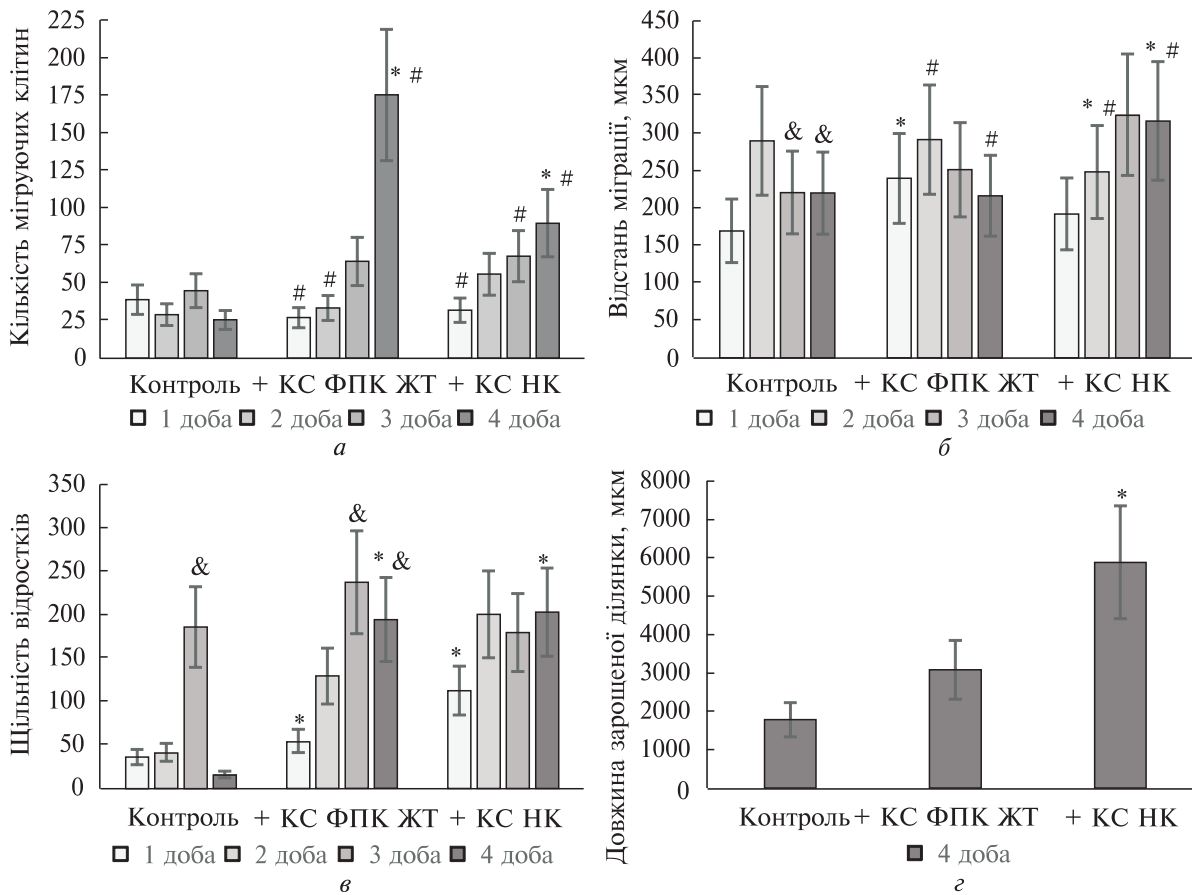 Кількість мігруючих клітин
225
200
175
150
125
100
75
50
25
0
* #
# #
#
# * #
Контроль + КС ФПК ЖТ + КС НК
1 доба 2 доба 3 доба 4 доба
а
Відстань міграції, мкм
450
400
350
300
250
200
150
100
50
0
& &
* # #
* # * #
Контроль + КС ФПК ЖТ + КС НК
1 доба 2 доба 3 доба 4 доба
б
Щільність відростків
350
300
250
200
150
100
50
0
&
* & * &
* *
Контроль + КС ФПК ЖТ + КС НК
1 доба 2 доба 3 доба 4 доба
в
Довжина зарощеної ділянки, мкм
8000
7000
6000
5000
4000
3000
2000
1000
0
*
Контроль + КС ФПК ЖТ + КС НК
4 доба
г